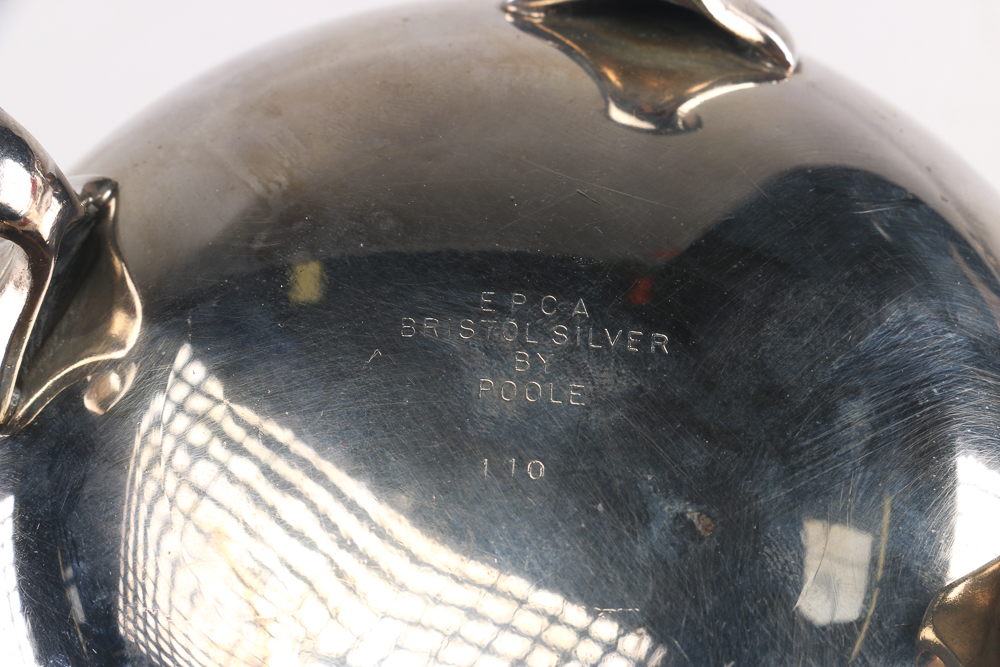 EPCA
BRISTOL SILVER
BY
POOLE
110